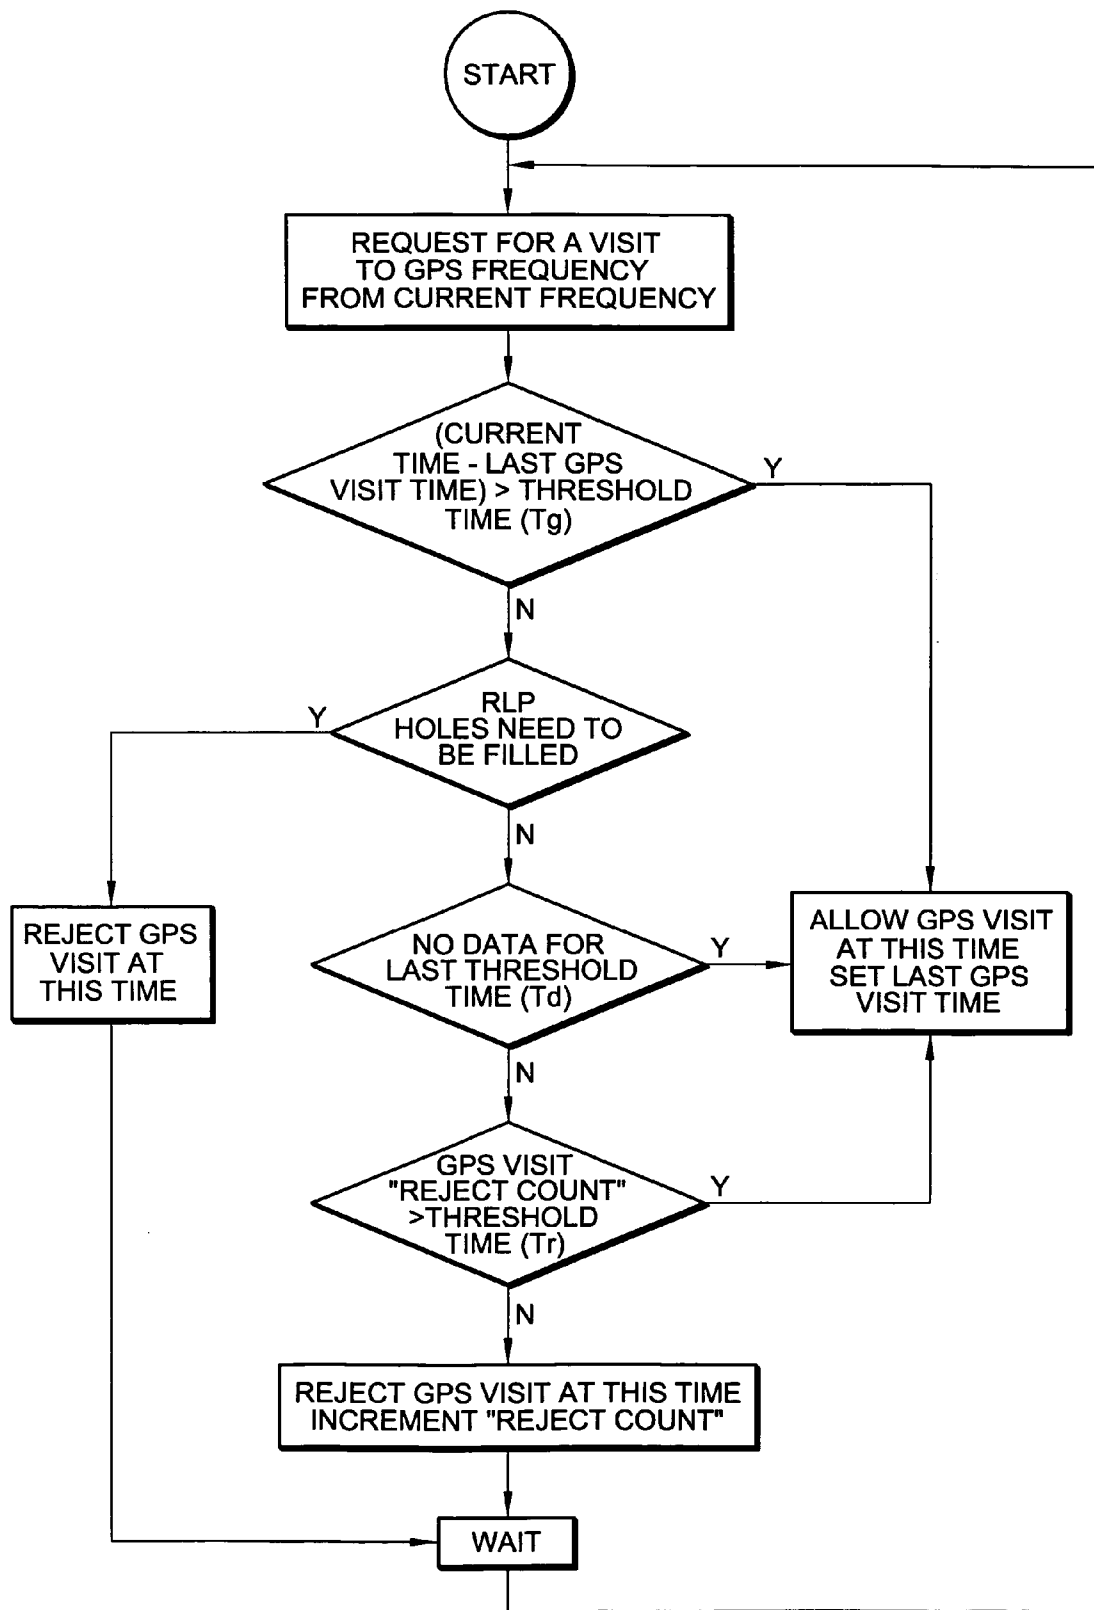 START
REQUEST FOR A VISIT
TO GPS FREQUENCY
FROM CURRENT FREQUENCY
(CURRENT
TIME - LAST GPS
VISIT TIME) > THRESHOLD
TIME (Tg)
Y
N
RLP
HOLES NEED TO
BE FILLED
Y
N
REJECT GPS
VISIT AT
THIS TIME
NO DATA FOR
LAST THRESHOLD
TIME (Td)
Y
N
ALLOW GPS VISIT
AT THIS TIME
SET LAST GPS
VISIT TIME
GPS VISIT
"REJECT COUNT"
>THRESHOLD
TIME (Tr)
Y
N
REJECT GPS VISIT AT THIS TIME
INCREMENT "REJECT COUNT"
WAIT